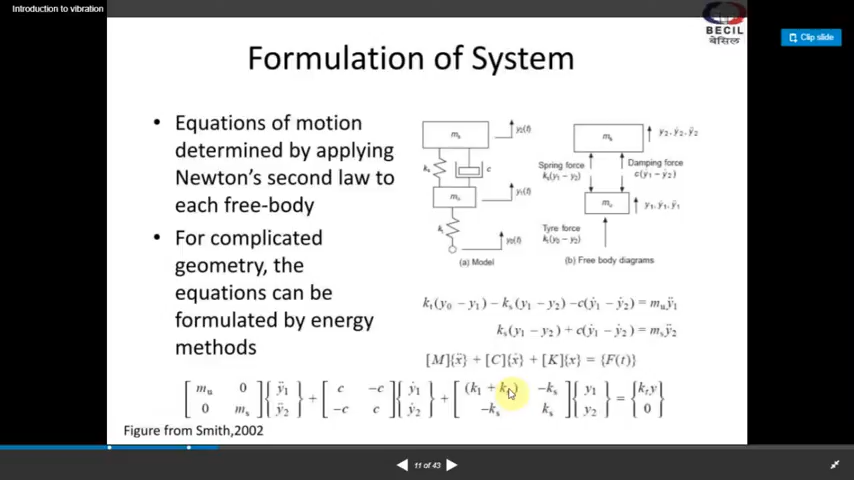 Introduction to vibration
BECIL
बेसिल
Clip slide
Formulation of System
• Equations of motion
determined by applying
Newton's second law to
each free-body
• For complicated
geometry, the
equations can be
formulated by energy
methods
mₛ
y₂(t)
kₛ
c
mᵤ
y₁(t)
kₜ
y₀(t)
(a) Model
mₛ
y₂, ẏ₂, ÿ₂
Spring force
kₛ(y₁ − y₂)
Damping force
c(ẏ₁ − ẏ₂)
mᵤ
y₁, ẏ₁, ÿ₁
Tyre force
(b) Free body diagrams
kₜ(y₀ − y₁) − kₛ(y₁ − y₂) − c(ẏ₁ − ẏ₂) = mᵤÿ₁
kₛ(y₁ − y₂) + c(ẏ₁ − ẏ₂) = mₛÿ₂
[M]{ẍ} + [C]{ẋ} + [K]{x} = {F(t)}
[mᵤ 0; 0 mₛ]{ÿ₁; ÿ₂} + [c −c; −c c]{ẏ₁; ẏ₂} + [(k₁ + kₛ) −kₛ; −kₛ kₛ]{y₁; y₂} = {kₜy; 0}
Figure from Smith,2002
11 of 43